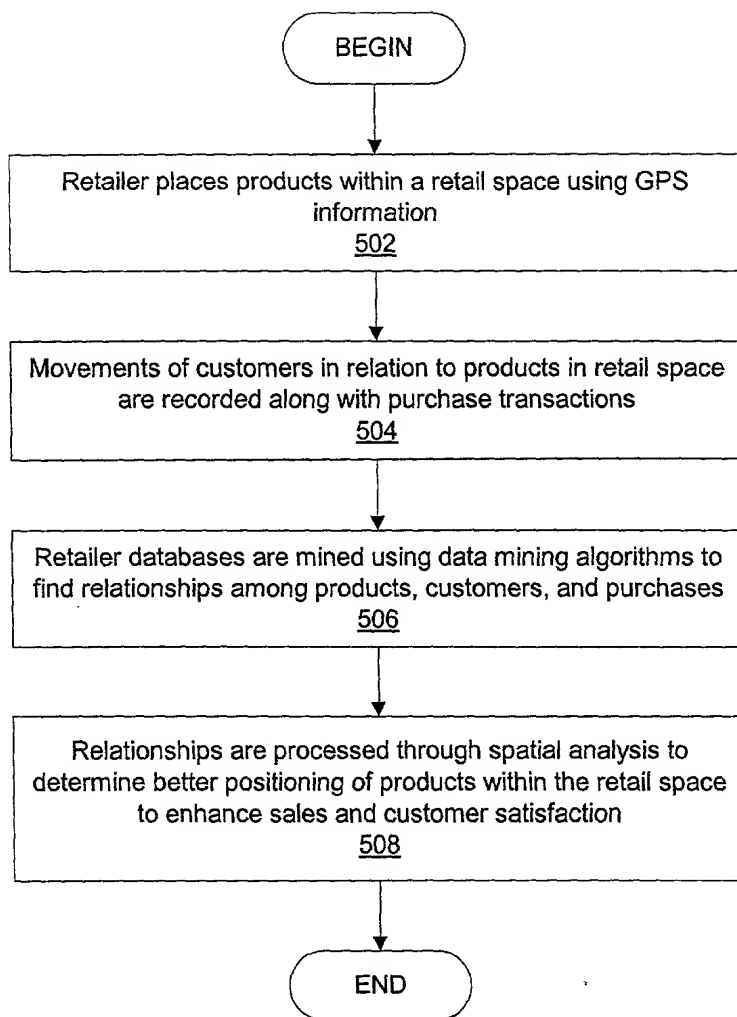 BEGIN
Retailer places products within a retail space using GPS
information
502
Movements of customers in relation to products in retail space
are recorded along with purchase transactions
504
Retailer databases are mined using data mining algorithms to
find relationships among products, customers, and purchases
506
Relationships are processed through spatial analysis to
determine better positioning of products within the retail space
to enhance sales and customer satisfaction
508
END